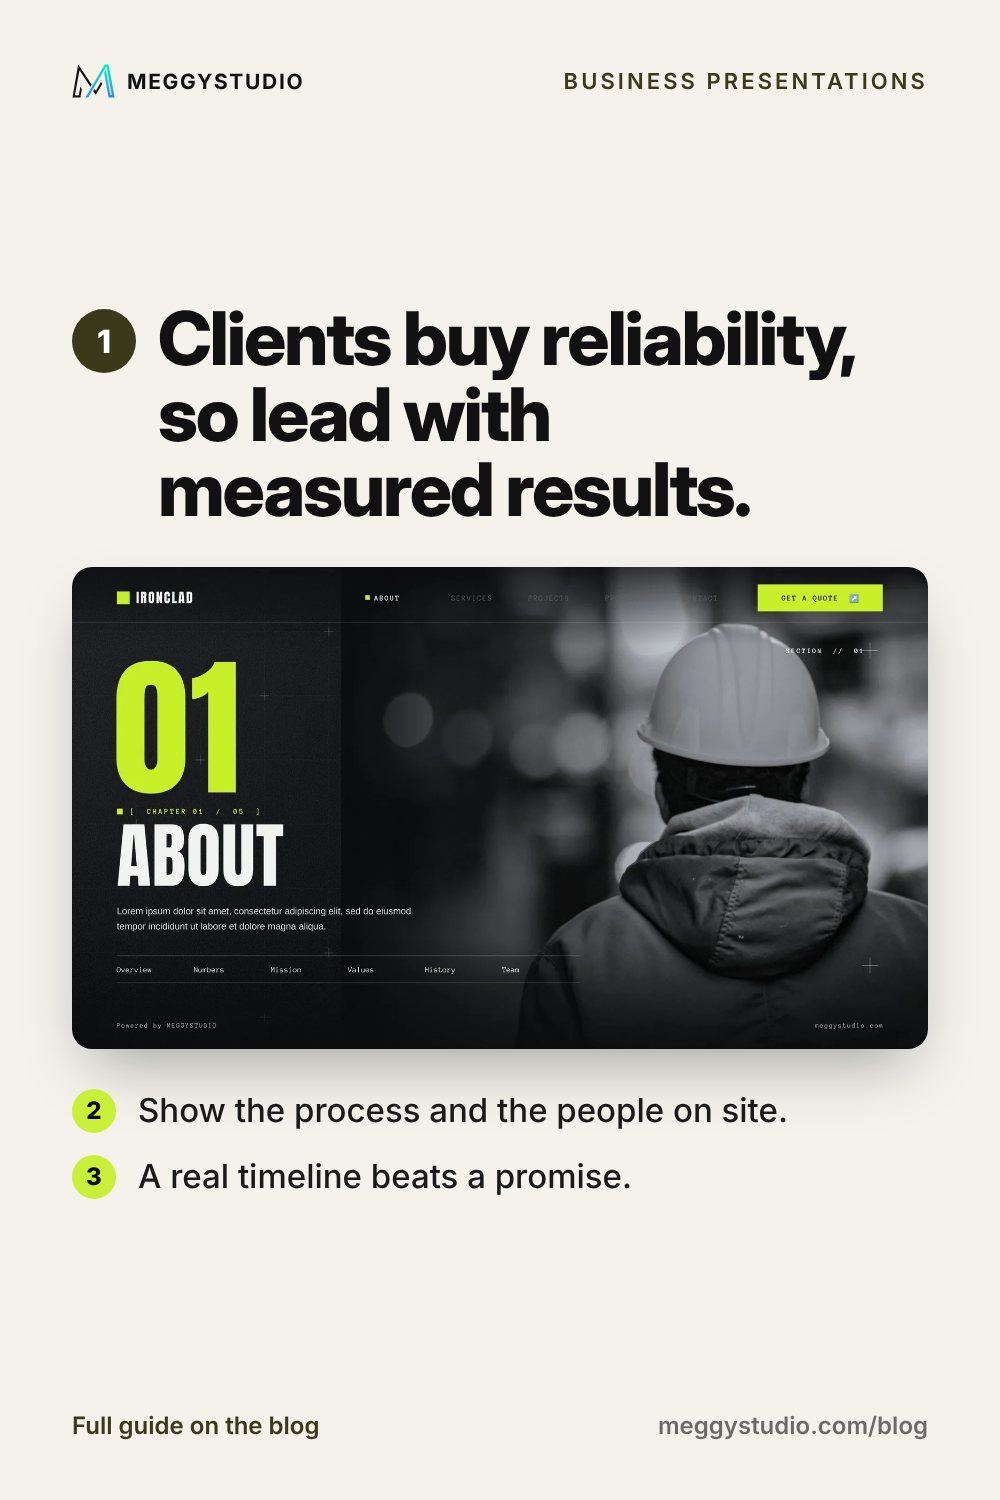 MEGGYSTUDIO
BUSINESS PRESENTATIONS
1
Clients buy reliability,
so lead with
measured results.
IRONCLAD
ABOUT
SERVICES
PROJECTS
GET A QUOTE
SECTION // 01
01
[ CHAPTER 01 / 05 ]
ABOUT
Lorem ipsum dolor sit amet, consectetur adipiscing elit, sed do eiusmod
tempor incididunt ut labore et dolore magna aliqua.
Overview Numbers Mission Values History Team
Powered by MEGGYSTUDIO
meggystudio.com
2 Show the process and the people on site.
3 A real timeline beats a promise.
Full guide on the blog
meggystudio.com/blog